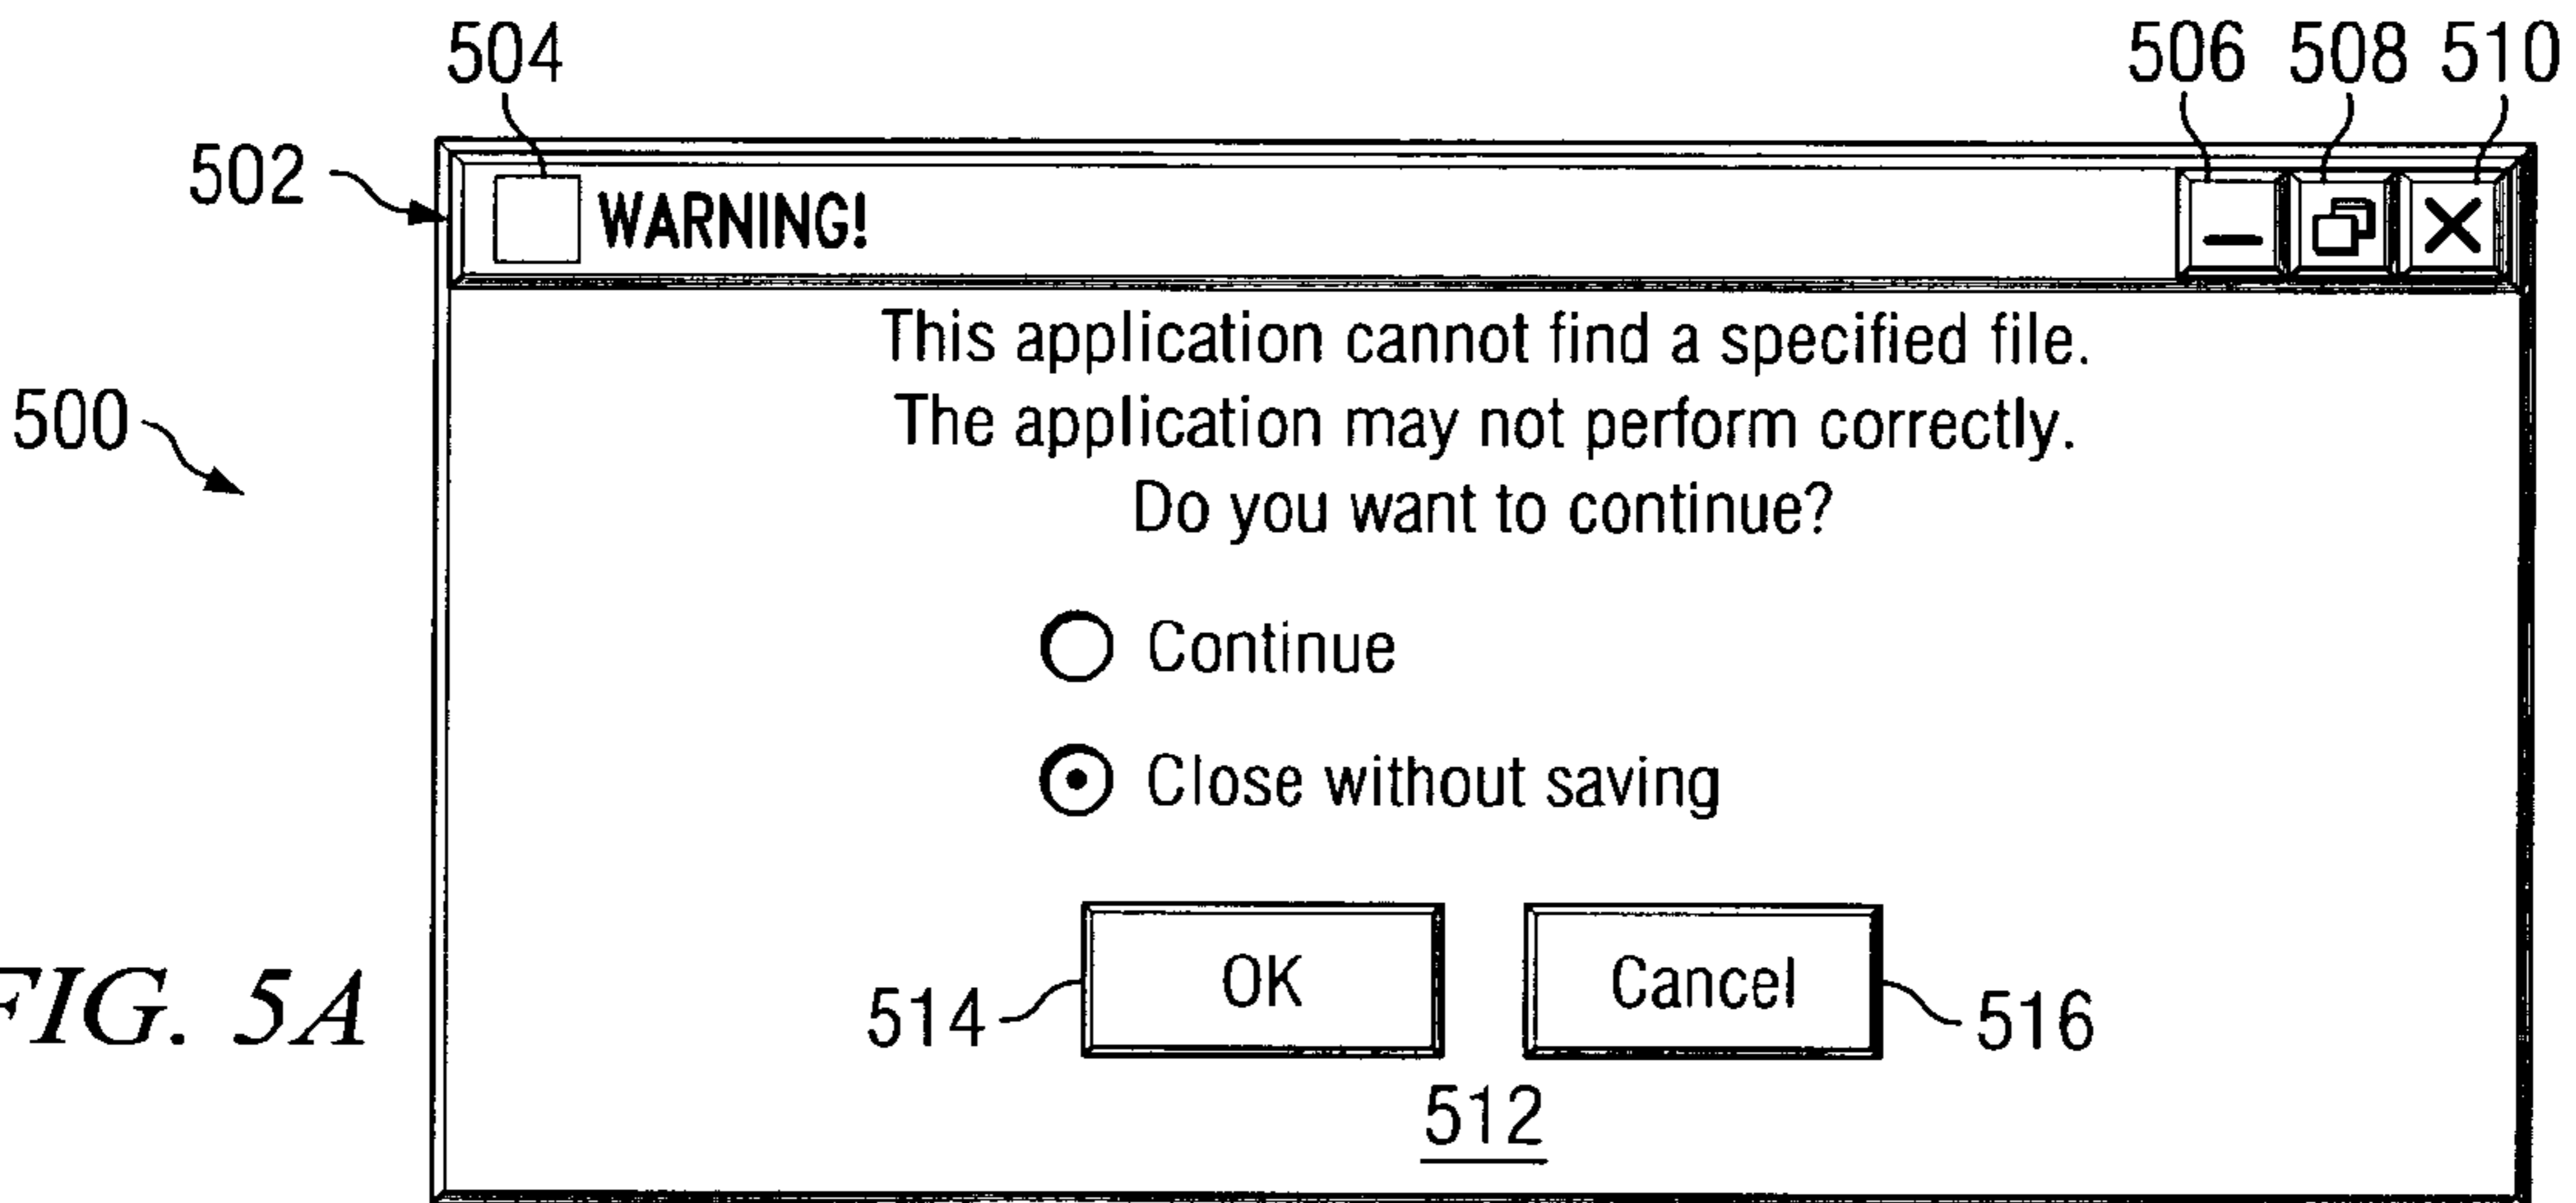 504
506 508 510
502
WARNING!
This application cannot find a specified file.
The application may not perform correctly.
500
Do you want to continue?
Continue
Close without saving
OK
Cancel
FIG. 5A
514
516
512